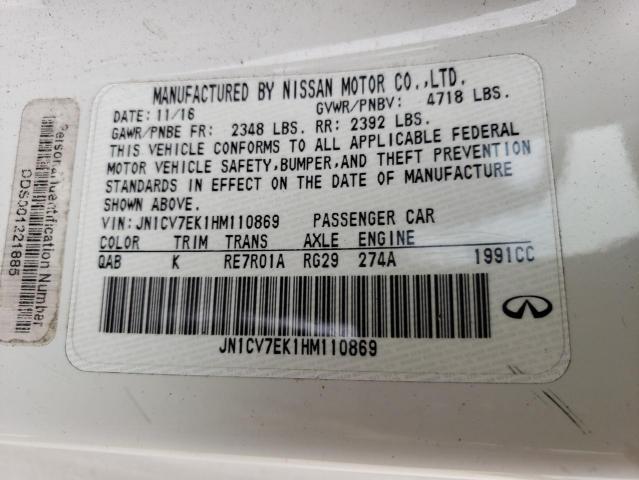 MANUFACTURED BY NISSAN MOTOR CO.,LTD.
DATE: 11/16 GVWR/PNBV: 4718 LBS.
GAWR/PNBE FR: 2348 LBS. RR: 2392 LBS.
THIS VEHICLE CONFORMS TO ALL APPLICABLE FEDERAL
MOTOR VEHICLE SAFETY,BUMPER,AND THEFT PREVENTION
STANDARDS IN EFFECT ON THE DATE OF MANUFACTURE
SHOWN ABOVE.
VIN: JN1CV7EK1HM110869 PASSENGER CAR
COLOR TRIM TRANS AXLE ENGINE
QAB K RE7R01A RG29 274A 1991CC
JN1CV7EK1HM110869
Personal Identification Number
DDS001221885